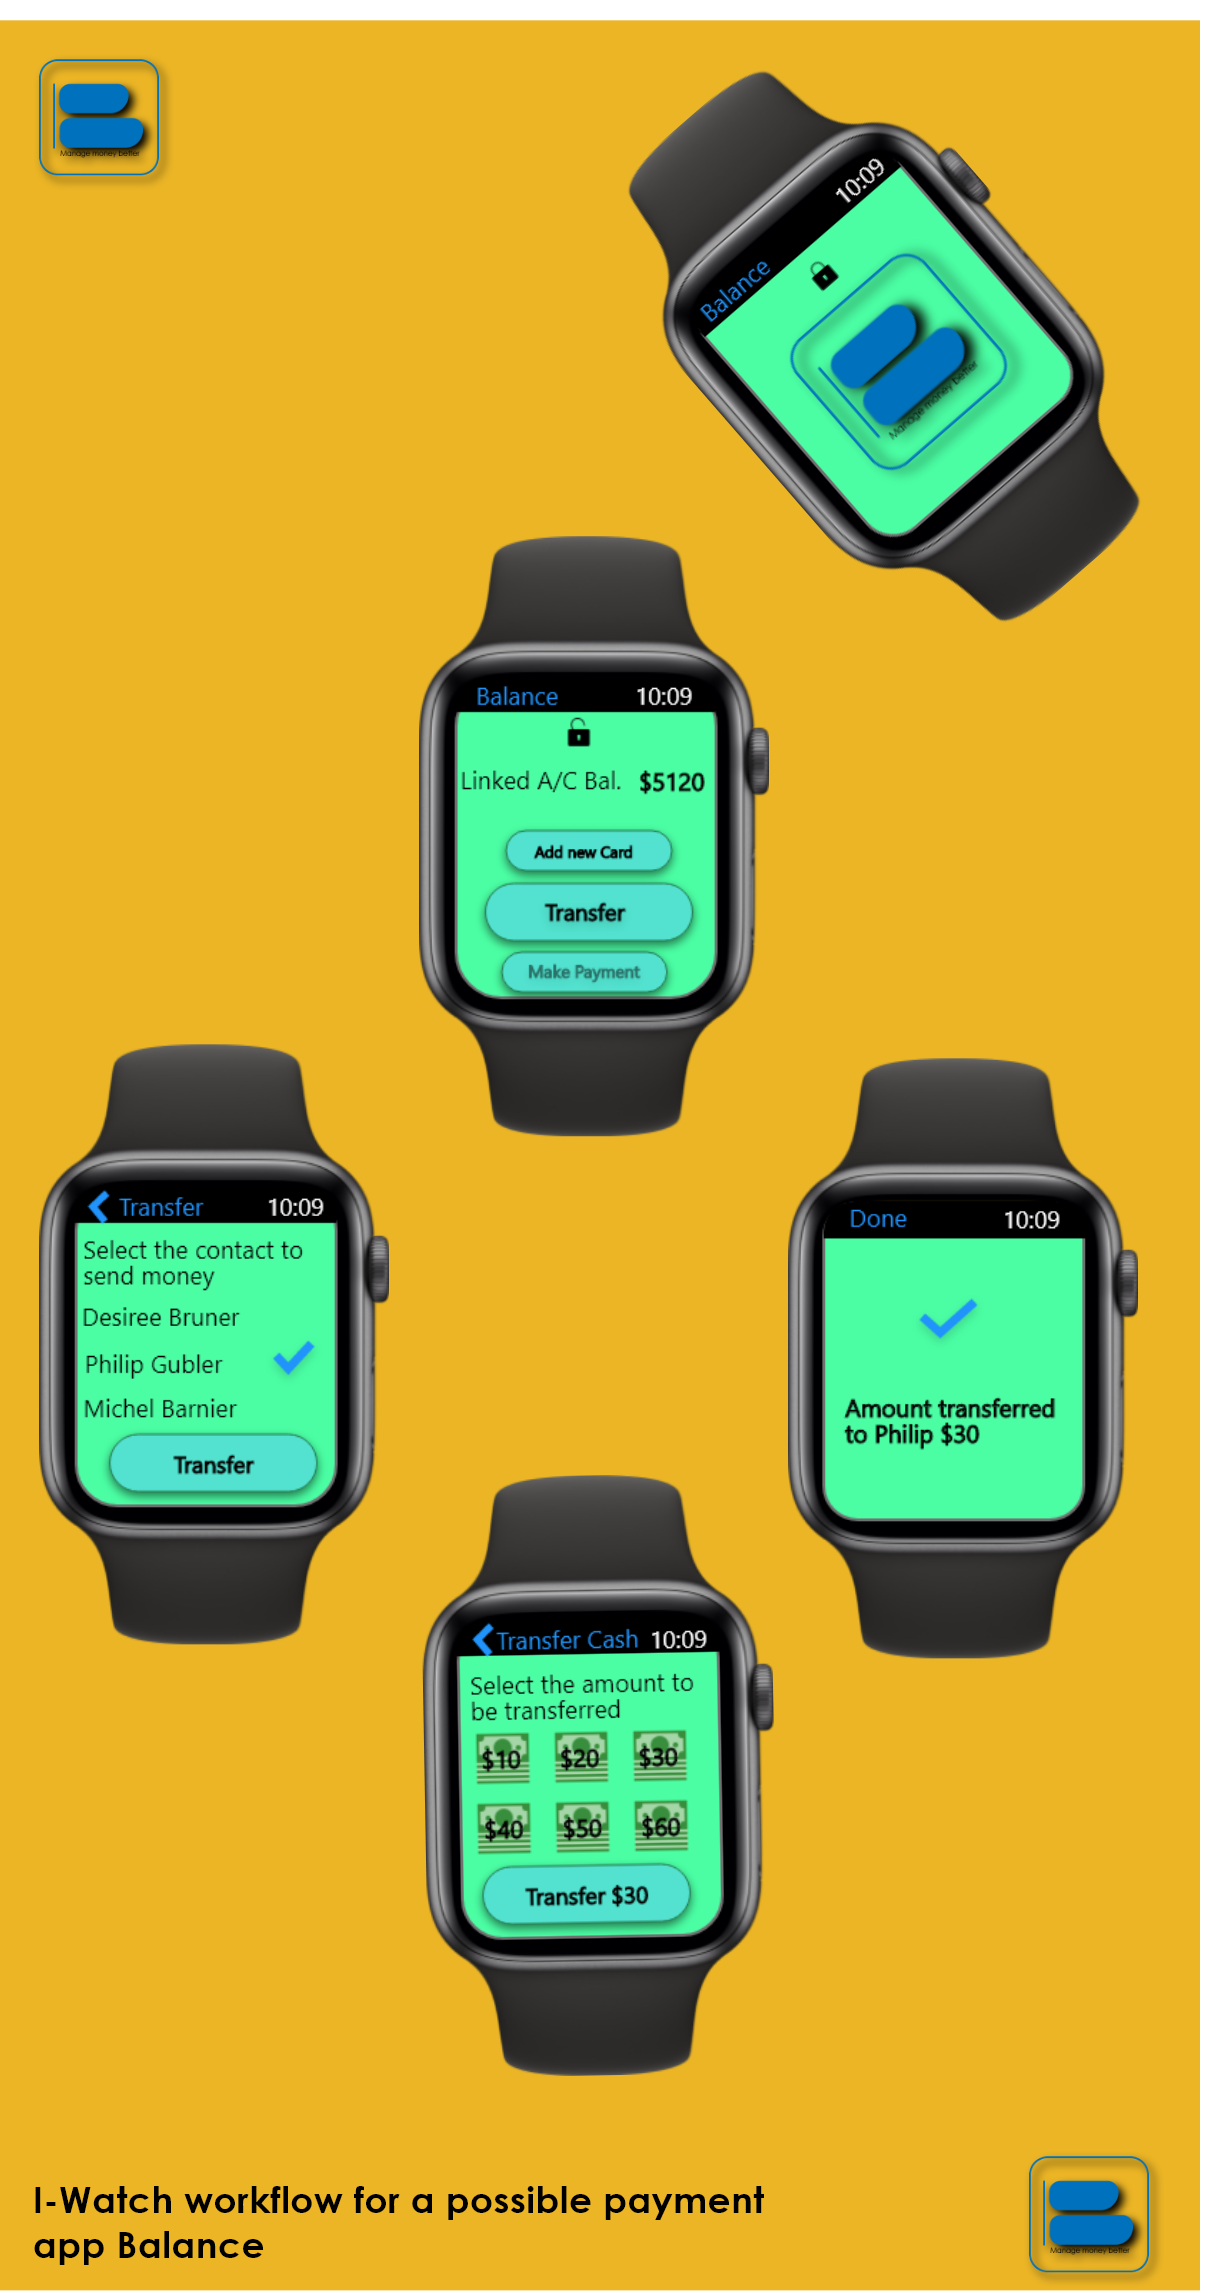 Manage money better
Balance 10:09
Manage money better
Balance 10:09
Linked A/C Bal. $5120
Add new Card
Transfer
Make Payment
Transfer 10:09
Select the contact to
send money
Desiree Bruner
Philip Gubler
Michel Barnier
Transfer
Done 10:09
Amount transferred
to Philip $30
Transfer Cash 10:09
Select the amount to
be transferred
$10 $20 $30
$40 $50 $60
Transfer $30
I-Watch workflow for a possible payment
app Balance
Manage money better